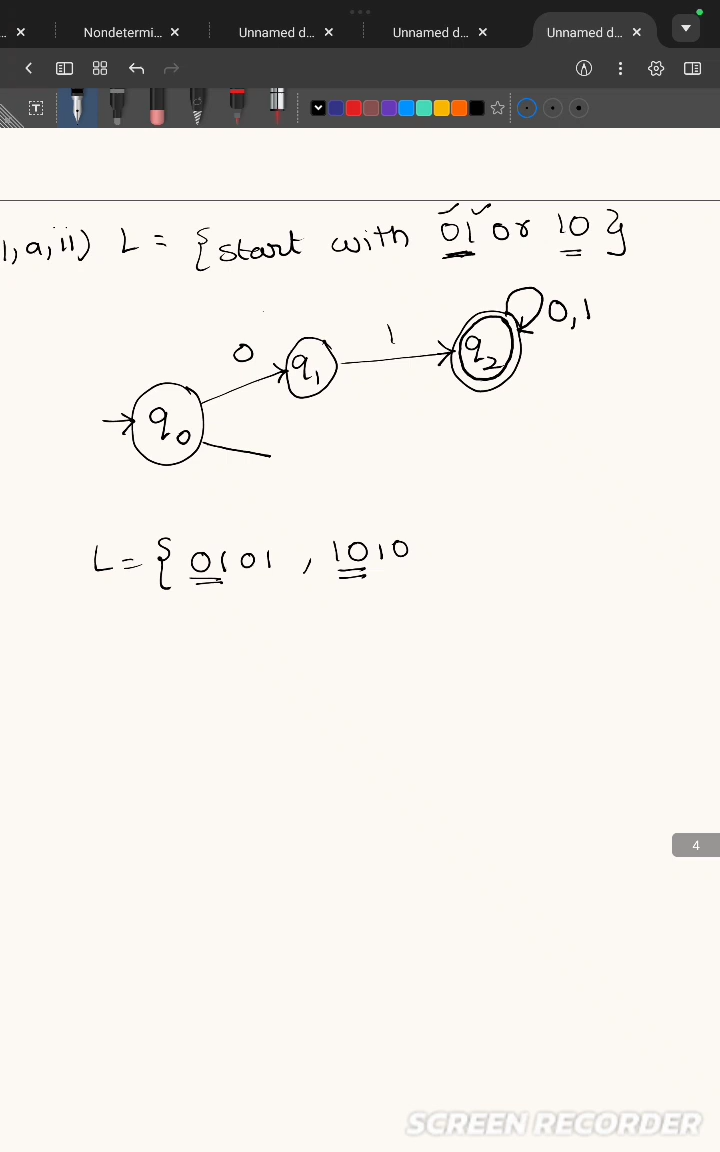 Nondetermi...
Unnamed d...
Unnamed d...
Unnamed d...
T
1,a,ii) L = {start with 01 or 10}
0
1
0,1
q0
q1
q2
L = { 0101 , 1010
4
SCREEN RECORDER